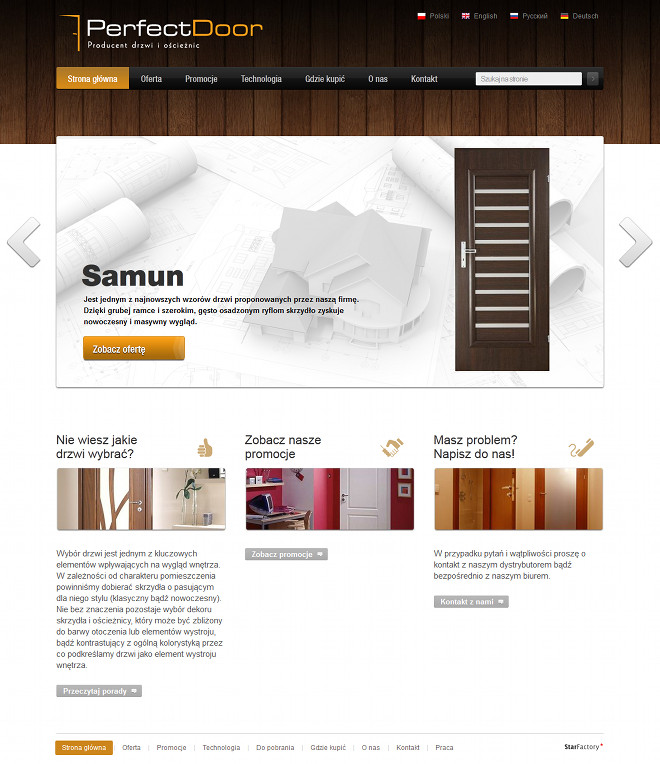 PerfectDoor
Producent drzwi i ościeżnic
Polski English Русский Deutsch
Strona główna Oferta Promocje Technologia Gdzie kupić O nas Kontakt Szukaj na stronie
Samun
Jest jednym z najnowszych wzorów drzwi proponowanych przez naszą firmę.
Dzięki grubej ramce i szerokim, gęsto osadzonym ryflom skrzydło zyskuje
nowoczesny i masywny wygląd.
Zobacz ofertę
Nie wiesz jakie
drzwi wybrać?
Wybór drzwi jest jednym z kluczowych
elementów wpływających na wygląd wnętrza.
W zależności od charakteru pomieszczenia
powinniśmy dobierać skrzydła o pasującym
dla niego stylu (klasyczny bądź nowoczesny).
Nie bez znaczenia pozostaje wybór dekoru
skrzydła i ościeżnicy, który może być zbliżony
do barwy otoczenia lub elementów wystroju,
bądź kontrastujący z ogólną kolorystyką przez
co podkreślamy drzwi jako element wystroju
wnętrza.
Przeczytaj porady
Zobacz nasze
promocje
Zobacz promocje
Masz problem?
Napisz do nas!
W przypadku pytań i wątpliwości proszę o
kontakt z naszym dystrybutorem bądź
bezpośrednio z naszym biurem.
Kontakt z nami
Strona główna Oferta Promocje Technologia Do pobrania Gdzie kupić O nas Kontakt Praca
StarFactory